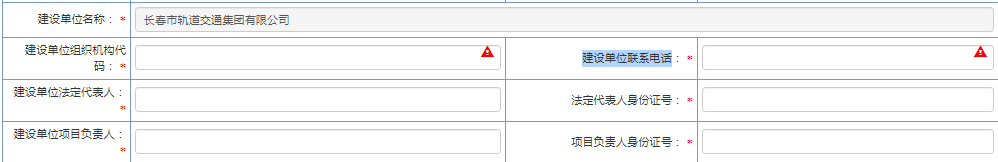 建设单位名称： * 长春市轨道交通集团有限公司
建设单位组织机构代
码： *
建设单位联系电话： *
建设单位法定代表人：
*
法定代表人身份证号： *
建设单位项目负责人：
*
项目负责人身份证号： *